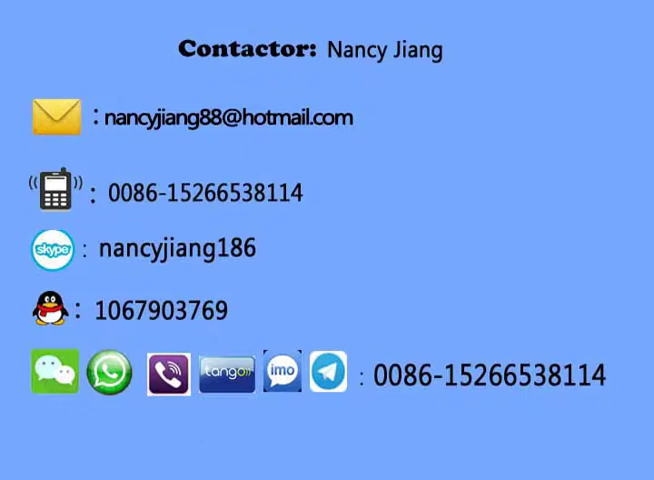 Contactor: Nancy Jiang
: nancyjiang88@hotmail.com
: 0086-15266538114
skype : nancyjiang186
: 1067903769
tango imo : 0086-15266538114